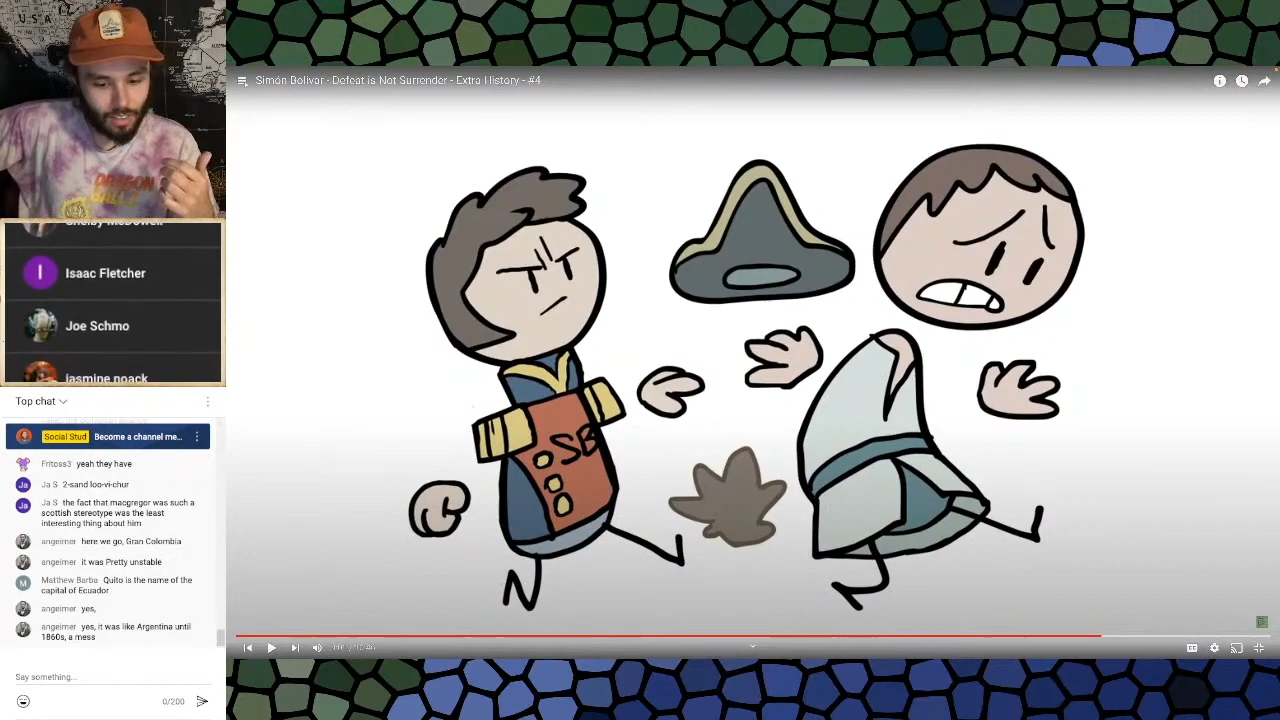 U S A
DRAGON
BALL Z
Simón Bolívar - Defeat is Not Surrender - Extra History - #4
Isaac Fletcher
Joe Schmo
jasmine noack
Top chat
Social Stud Become a channel me...
Fritoss3 yeah they have
Ja S 2-sand loo-vi-chur
Ja S the fact that macgregor was such a
scottish stereotype was the least
interesting thing about him
angeimer here we go, Gran Colombia
angeimer it was Pretty unstable
Matthew Barba Quito is the name of the
capital of Ecuador
angeimer yes,
angeimer yes, it was like Argentina until
1860s, a mess
Say something...
0/200
SB